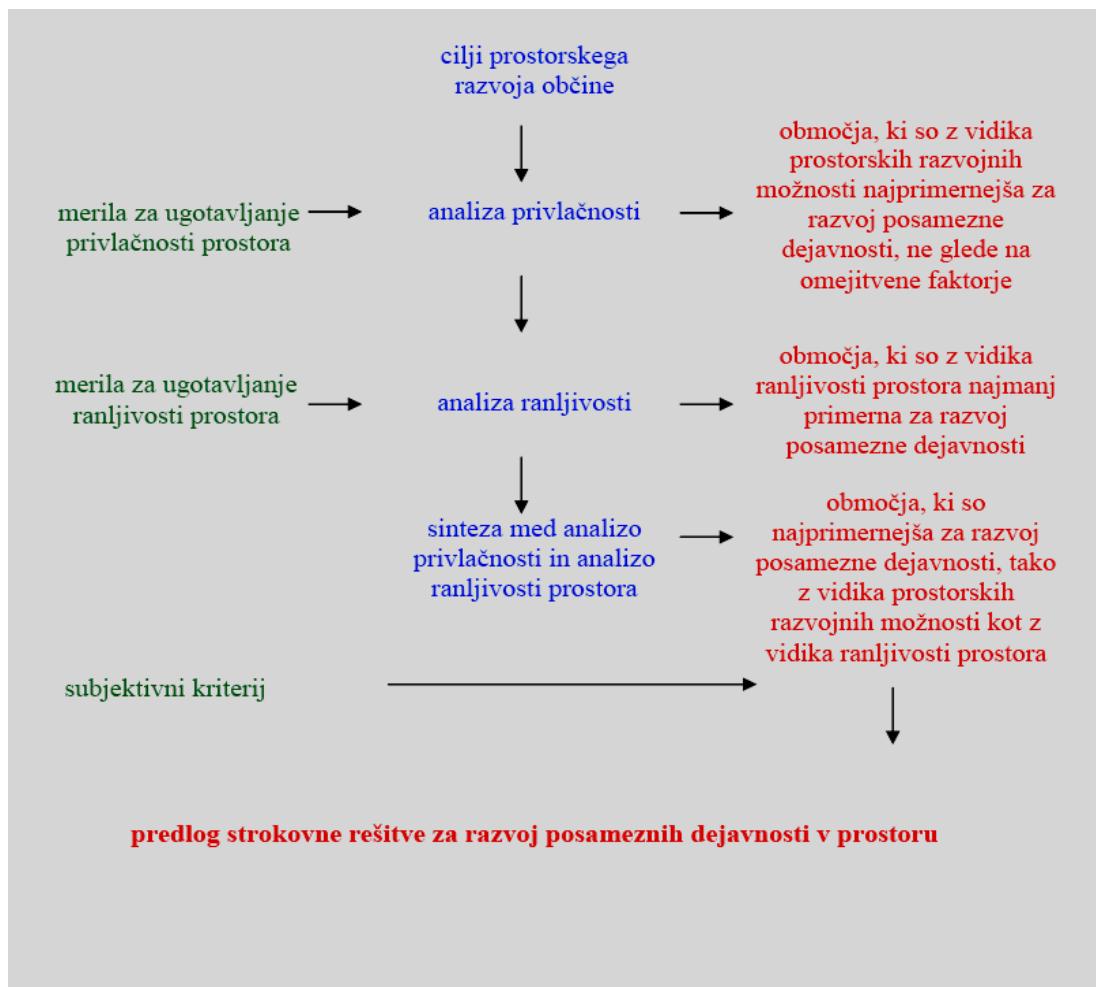 cilji prostorskega
razvoja občine
merila za ugotavljanje
privlačnosti prostora
analiza privlačnosti
območja, ki so z vidika
prostorskih razvojnih
možnosti najprimernejša za
razvoj posamezne
dejavnosti, ne glede na
omejitvene faktorje
merila za ugotavljanje
ranljivosti prostora
analiza ranljivosti
območja, ki so z vidika
ranljivosti prostora najmanj
primerna za razvoj
posamezne dejavnosti
sinteza med analizo
privlačnosti in analizo
ranljivosti prostora
območja, ki so
najprimernejša za razvoj
posamezne dejavnosti, tako
z vidika prostorskih
razvojnih možnosti kot z
vidika ranljivosti prostora
subjektivni kriterij
predlog strokovne rešitve za razvoj posameznih dejavnosti v prostoru